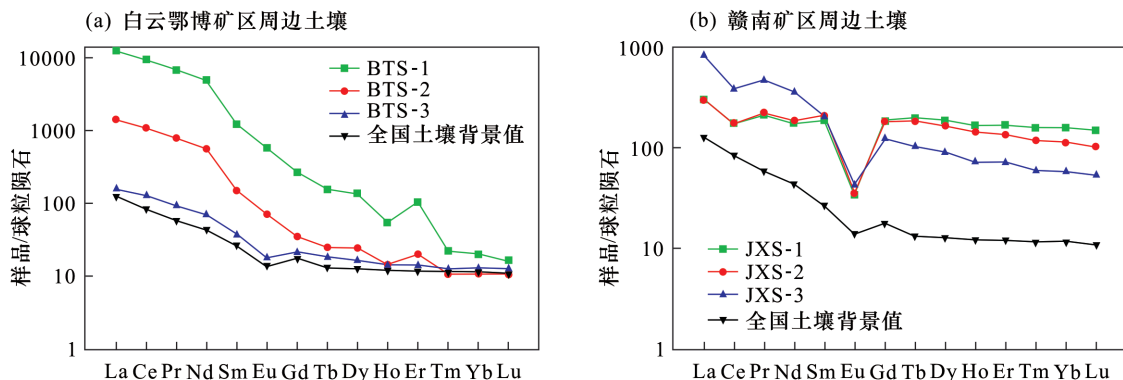 (a) 白云鄂博矿区周边土壤
样品/球粒陨石
10000
1000
100
10
1
BTS-1
BTS-2
BTS-3
全国土壤背景值
La Ce Pr Nd Sm Eu Gd Tb Dy Ho Er Tm Yb Lu
(b) 赣南矿区周边土壤
样品/球粒陨石
1000
100
10
1
JXS-1
JXS-2
JXS-3
全国土壤背景值
La Ce Pr Nd Sm Eu Gd Tb Dy Ho Er Tm Yb Lu